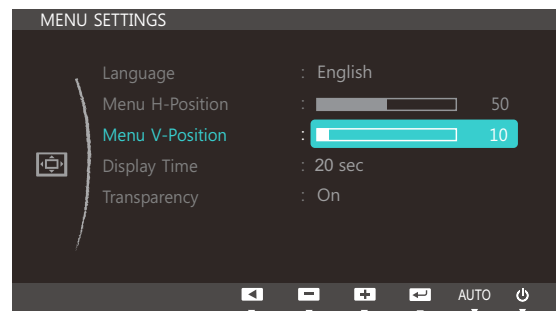 MENU SETTINGS
Language : English
Menu H-Position : 50
Menu V-Position : 10
Display Time : 20 sec
Transparency : On
AUTO